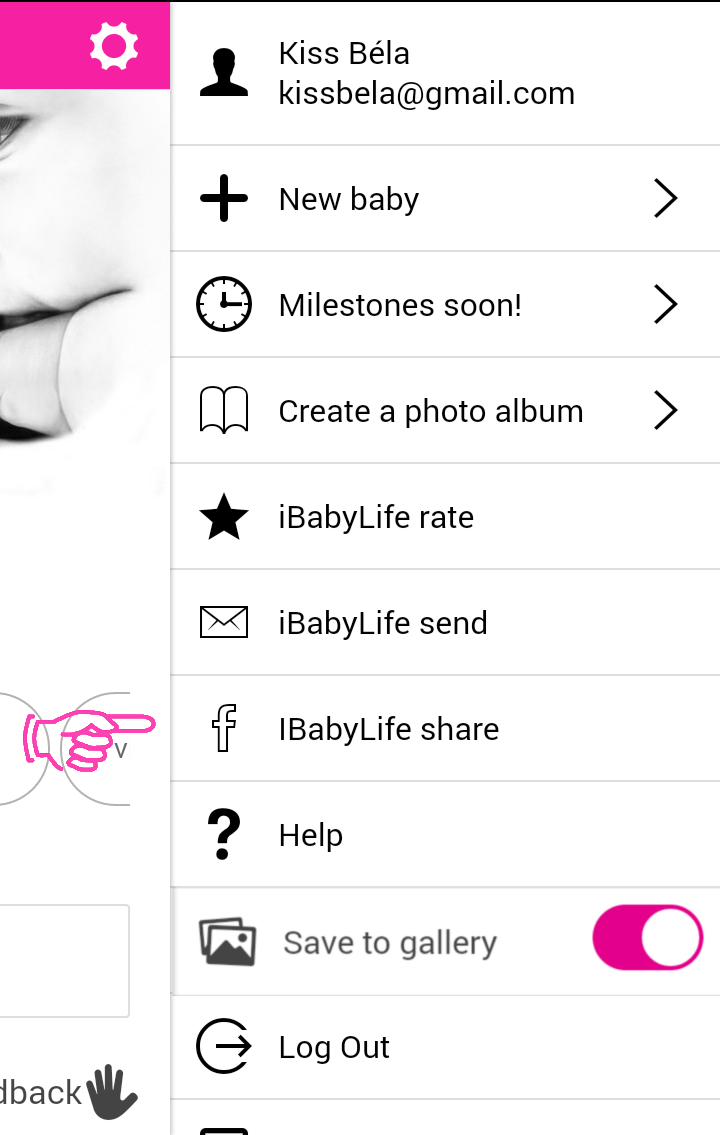 Kiss Béla
kissbela@gmail.com
New baby
Milestones soon!
Create a photo album
iBabyLife rate
iBabyLife send
IBabyLife share
v
Help
Save to gallery
Log Out
dback